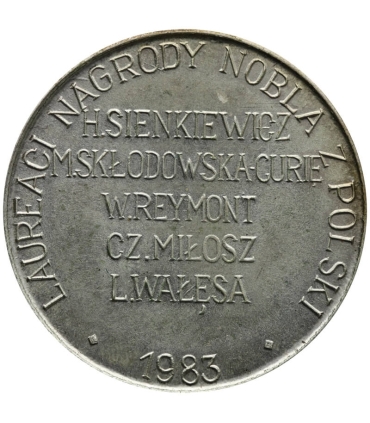 LAUREACI NAGRODY NOBLA Z POLSKI
H.SIENKIEWICZ
M.SKŁODOWSKA-CURIE
W.REYMONT
CZ.MIŁOSZ
L.WAŁĘSA
1983